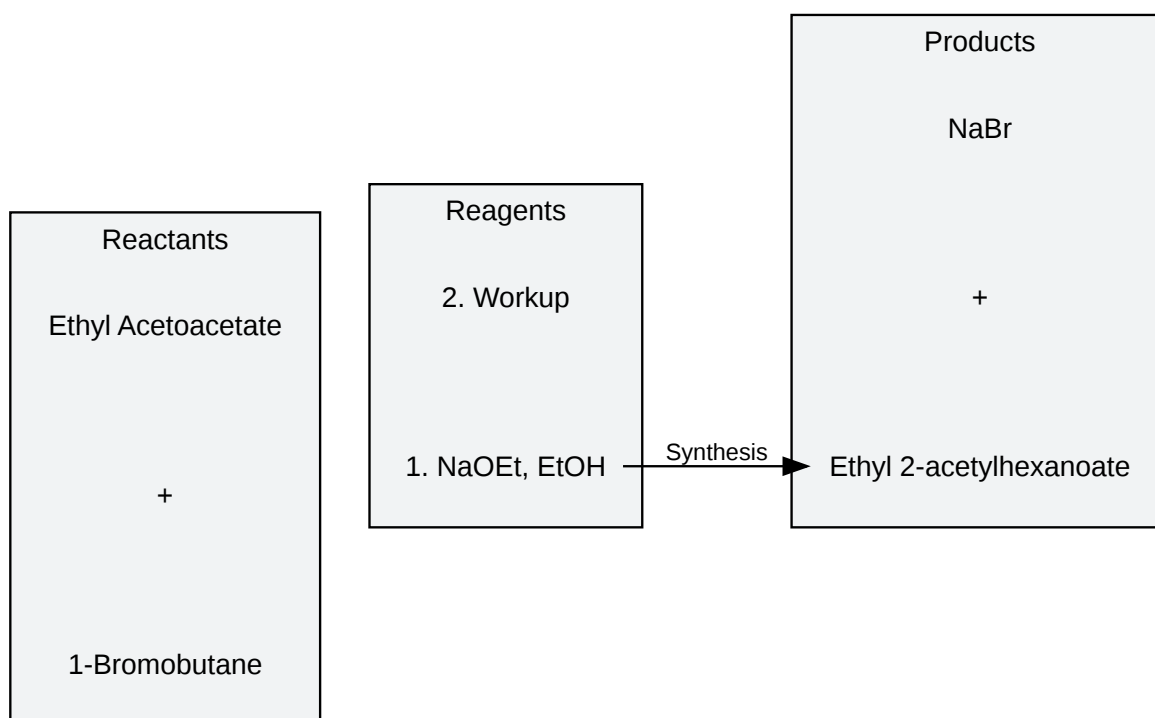 Reactants
Ethyl Acetoacetate
+
1-Bromobutane
Reagents
2. Workup
1. NaOEt, EtOH
Synthesis
Products
NaBr
+
Ethyl 2-acetylhexanoate